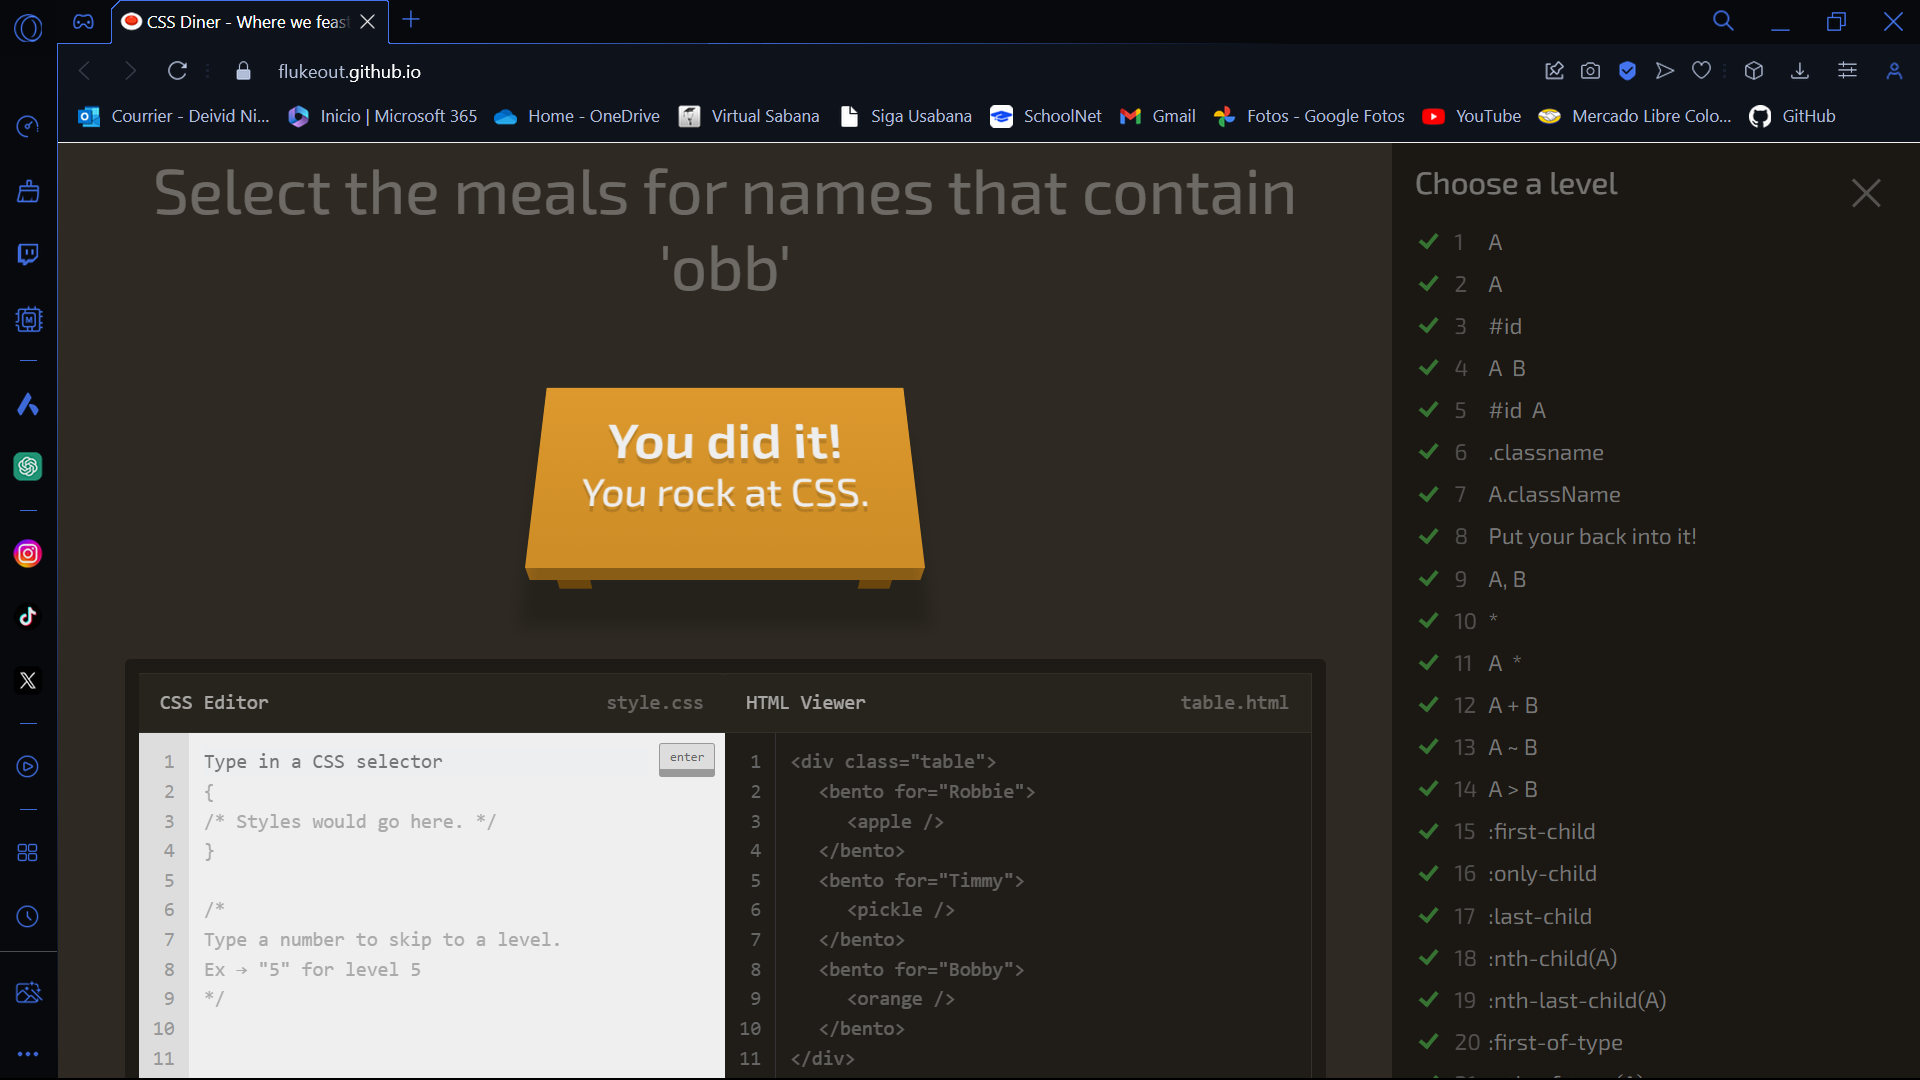 CSS Diner - Where we feast
flukeout.github.io
Courrier - Deivid Ni...
Inicio | Microsoft 365
Home - OneDrive
Virtual Sabana
Siga Usabana
SchoolNet
Gmail
Fotos - Google Fotos
YouTube
Mercado Libre Colo...
GitHub
Select the meals for names that contain
'obb'
You did it!
You rock at CSS.
CSS Editor
style.css
1 Type in a CSS selector
enter
2 {
3 /* Styles would go here. */
4 }
5
6 /*
7 Type a number to skip to a level.
8 Ex → "5" for level 5
9 */
10
11
HTML Viewer
table.html
1 <div class="table">
2 <bento for="Robbie">
3 <apple />
4 </bento>
5 <bento for="Timmy">
6 <pickle />
7 </bento>
8 <bento for="Bobby">
9 <orange />
10 </bento>
11 </div>
Choose a level
1 A
2 A
3 #id
4 A B
5 #id A
6 .classname
7 A.className
8 Put your back into it!
9 A, B
10 *
11 A *
12 A + B
13 A ~ B
14 A > B
15 :first-child
16 :only-child
17 :last-child
18 :nth-child(A)
19 :nth-last-child(A)
20 :first-of-type